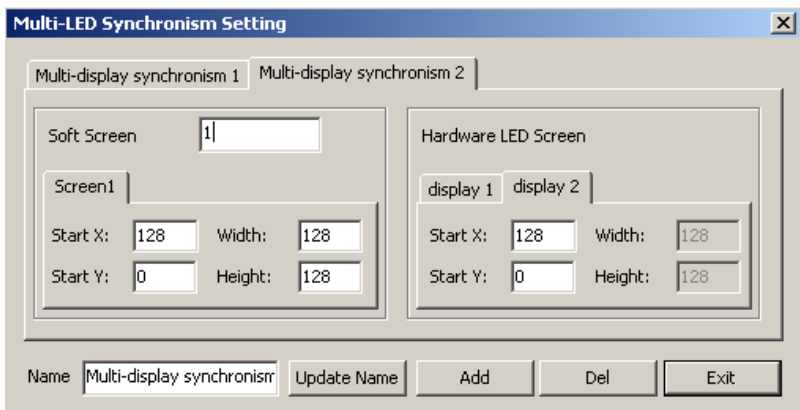 Multi-LED Synchronism Setting
Multi-display synchronism 1 Multi-display synchronism 2
Soft Screen 1
Hardware LED Screen
Screen1
display 1 display 2
Start X: 128 Width: 128
Start Y: 0 Height: 128
Start X: 128 Width: 128
Start Y: 0 Height: 128
Name Multi-display synchronism Update Name Add Del Exit